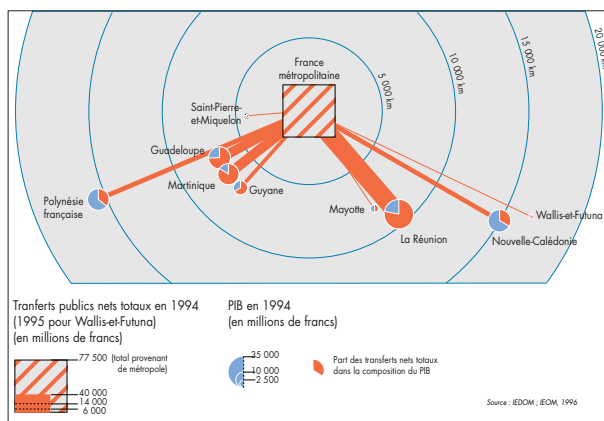 20 000 km
15 000 km
10 000 km
5 000 km
France
métropolitaine
Saint-Pierre-
et-Miquelon
Guadeloupe
Martinique
Guyane
Polynésie
française
Mayotte
La Réunion
Wallis-et-Futuna
Nouvelle-Calédonie
Tranferts publics nets totaux en 1994
(1995 pour Wallis-et-Futuna)
(en millions de francs)
77 500 (total provenant
de métropole)
40 000
14 000
6 000
PIB en 1994
(en millions de francs)
35 000
10 000
2 500
Part des transferts nets totaux
dans la composition du PIB
Source : IEDOM ; IEOM, 1996